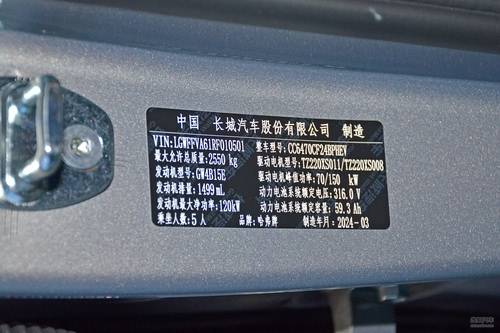 中国 长城汽车股份有限公司 制造
VIN:LGWFFVA61RF010501 整车型号:CC6470CF24BPHEV
最大允许总质量:2550 kg 驱动电机型号:TZ220XS011/TZ220XS008
发动机型号:GW4B15E 驱动电机峰值功率:70/150 kW
发动机排量:1499mL 动力电池系统额定电压:316.0 V
发动机最大净功率:120kW 动力电池系统额定容量:59.3 Ah
乘坐人数:5人 品牌:哈弗牌 制造年月:2024-03